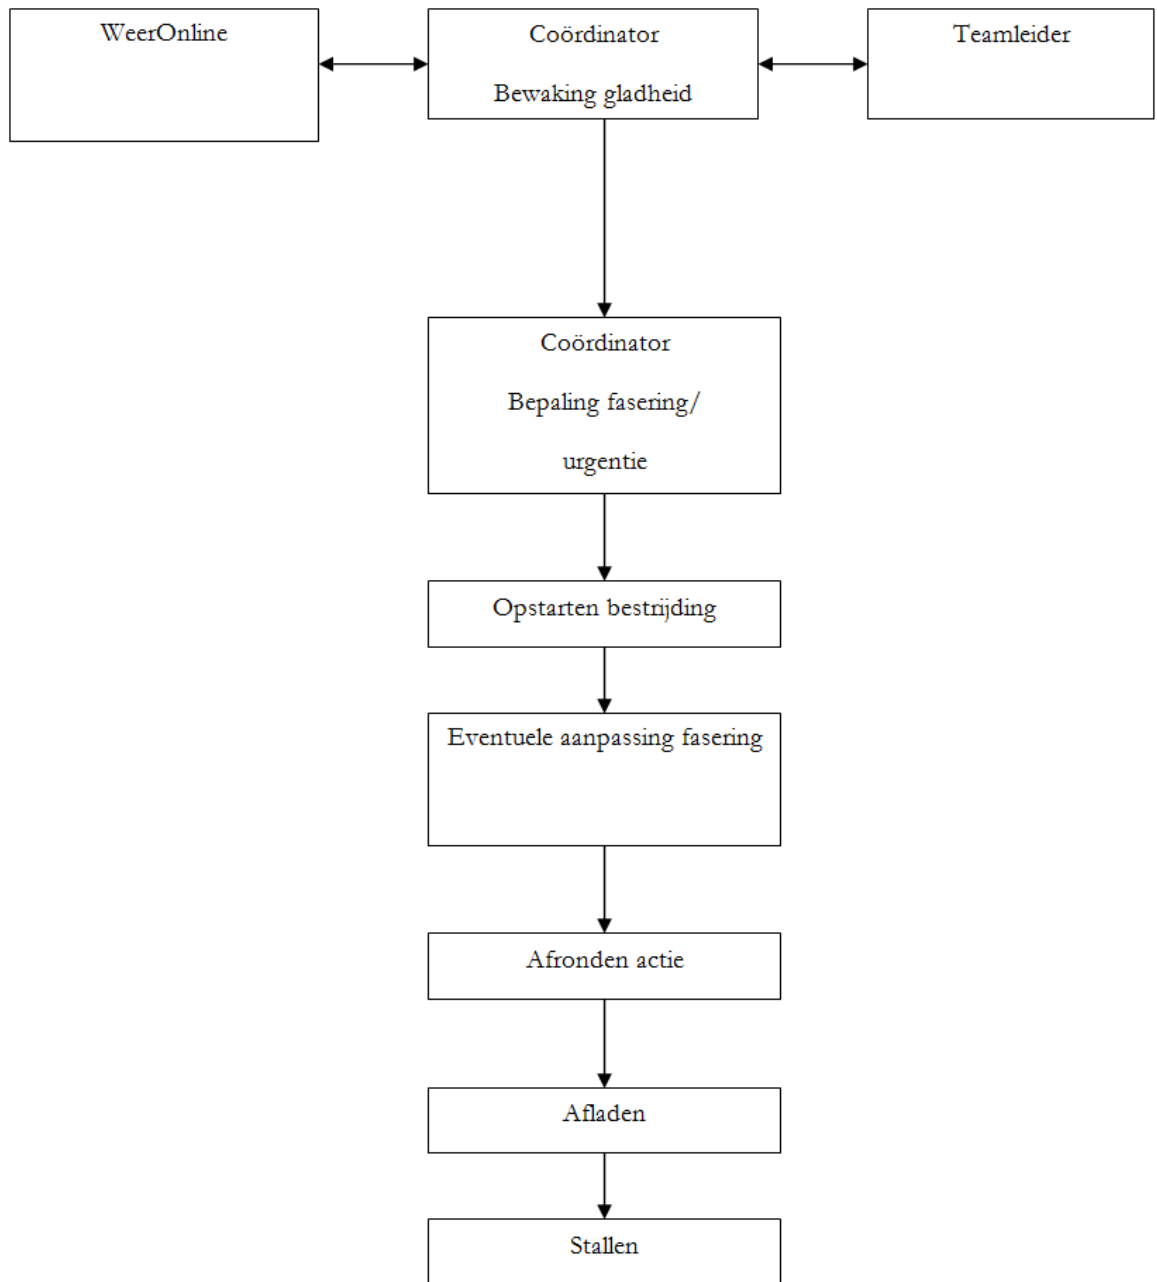 WeerOnline
Coördinator
Bewaking gladheid
Teamleider
Coördinator
Bepaling fasering/
urgentie
Opstarten bestrijding
Eventuele aanpassing fasering
Afronden actie
Afladen
Stallen